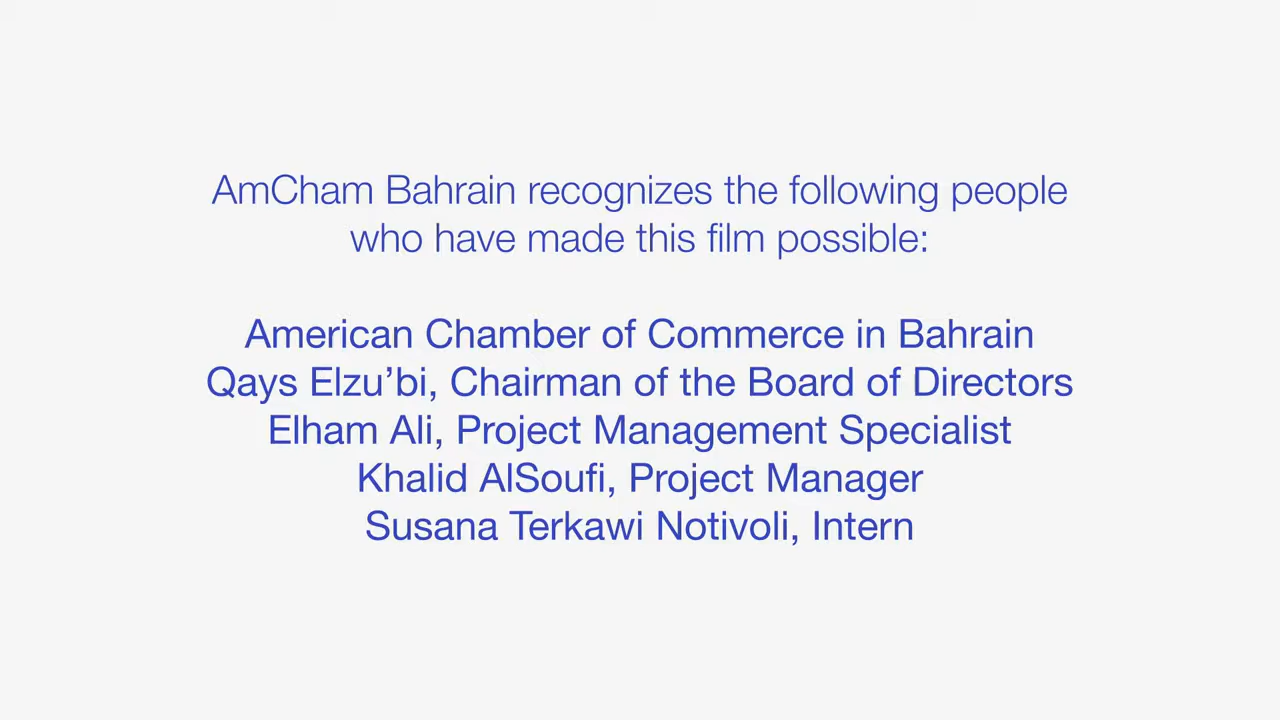 AmCham Bahrain recognizes the following people
who have made this film possible:
American Chamber of Commerce in Bahrain
Qays Elzu’bi, Chairman of the Board of Directors
Elham Ali, Project Management Specialist
Khalid AlSoufi, Project Manager
Susana Terkawi Notivoli, Intern